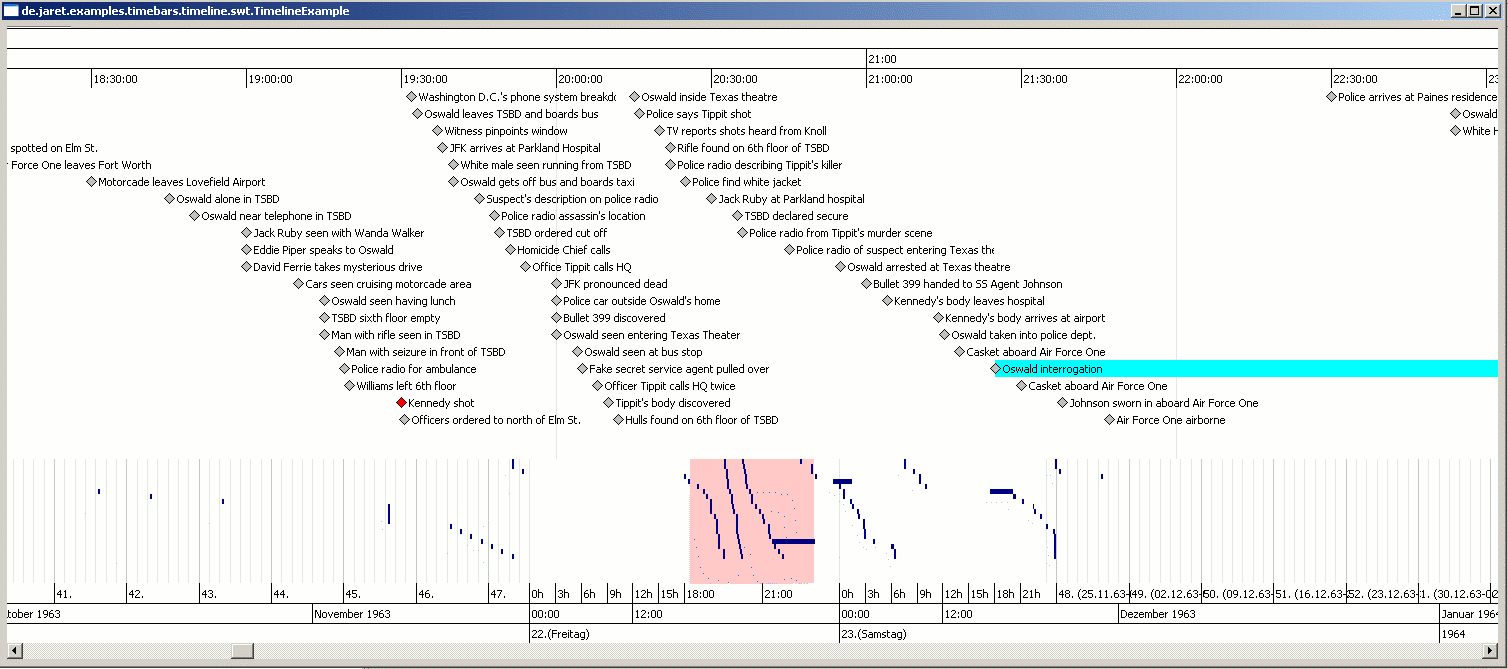 de.jaret.examples.timebars.timeline.swt.TimelineExample
21:00
18:30:00 19:00:00 19:30:00 20:00:00 20:30:00 21:00:00 21:30:00 22:00:00 22:30:00 23
Washington D.C.'s phone system breakdo Oswald inside Texas theatre Police arrives at Paines residence
Oswald leaves TSBD and boards bus Police says Tippit shot Oswald
Witness pinpoints window TV reports shots heard from Knoll White H
spotted on Elm St. JFK arrives at Parkland Hospital Rifle found on 6th floor of TSBD
Force One leaves Fort Worth White male seen running from TSBD Police radio describing Tippit's killer
Motorcade leaves Lovefield Airport Oswald gets off bus and boards taxi Police find white jacket
Oswald alone in TSBD Suspect's description on police radio Jack Ruby at Parkland hospital
Oswald near telephone in TSBD Police radio assassin's location TSBD declared secure
Jack Ruby seen with Wanda Walker TSBD ordered cut off Police radio from Tippit's murder scene
Eddie Piper speaks to Oswald Homicide Chief calls Police radio of suspect entering Texas the
David Ferrie takes mysterious drive Office Tippit calls HQ Oswald arrested at Texas theatre
Cars seen cruising motorcade area JFK pronounced dead Bullet 399 handed to SS Agent Johnson
Oswald seen having lunch Police car outside Oswald's home Kennedy's body leaves hospital
TSBD sixth floor empty Bullet 399 discovered Kennedy's body arrives at airport
Man with rifle seen in TSBD Oswald seen entering Texas Theater Oswald taken into police dept.
Man with seizure in front of TSBD Oswald seen at bus stop Casket aboard Air Force One
Police radio for ambulance Fake secret service agent pulled over Oswald interrogation
Williams left 6th floor Officer Tippit calls HQ twice Casket aboard Air Force One
Kennedy shot Tippit's body discovered Johnson sworn in aboard Air Force One
Officers ordered to north of Elm St. Hulls found on 6th floor of TSBD Air Force One airborne
41. 42. 43. 44. 45. 46. 47. 0h 3h 6h 9h 12h 15h 18:00 21:00 0h 3h 6h 9h 12h 15h 18h 21h 48. (25.11.63- 49. (02.12.63- 50. (09.12.63- 51. (16.12.63- 52. (23.12.63- 1. (30.12.63-0
tober 1963 November 1963 00:00 12:00 00:00 12:00 Dezember 1963 Januar 1964
22.(Freitag) 23.(Samstag) 1964